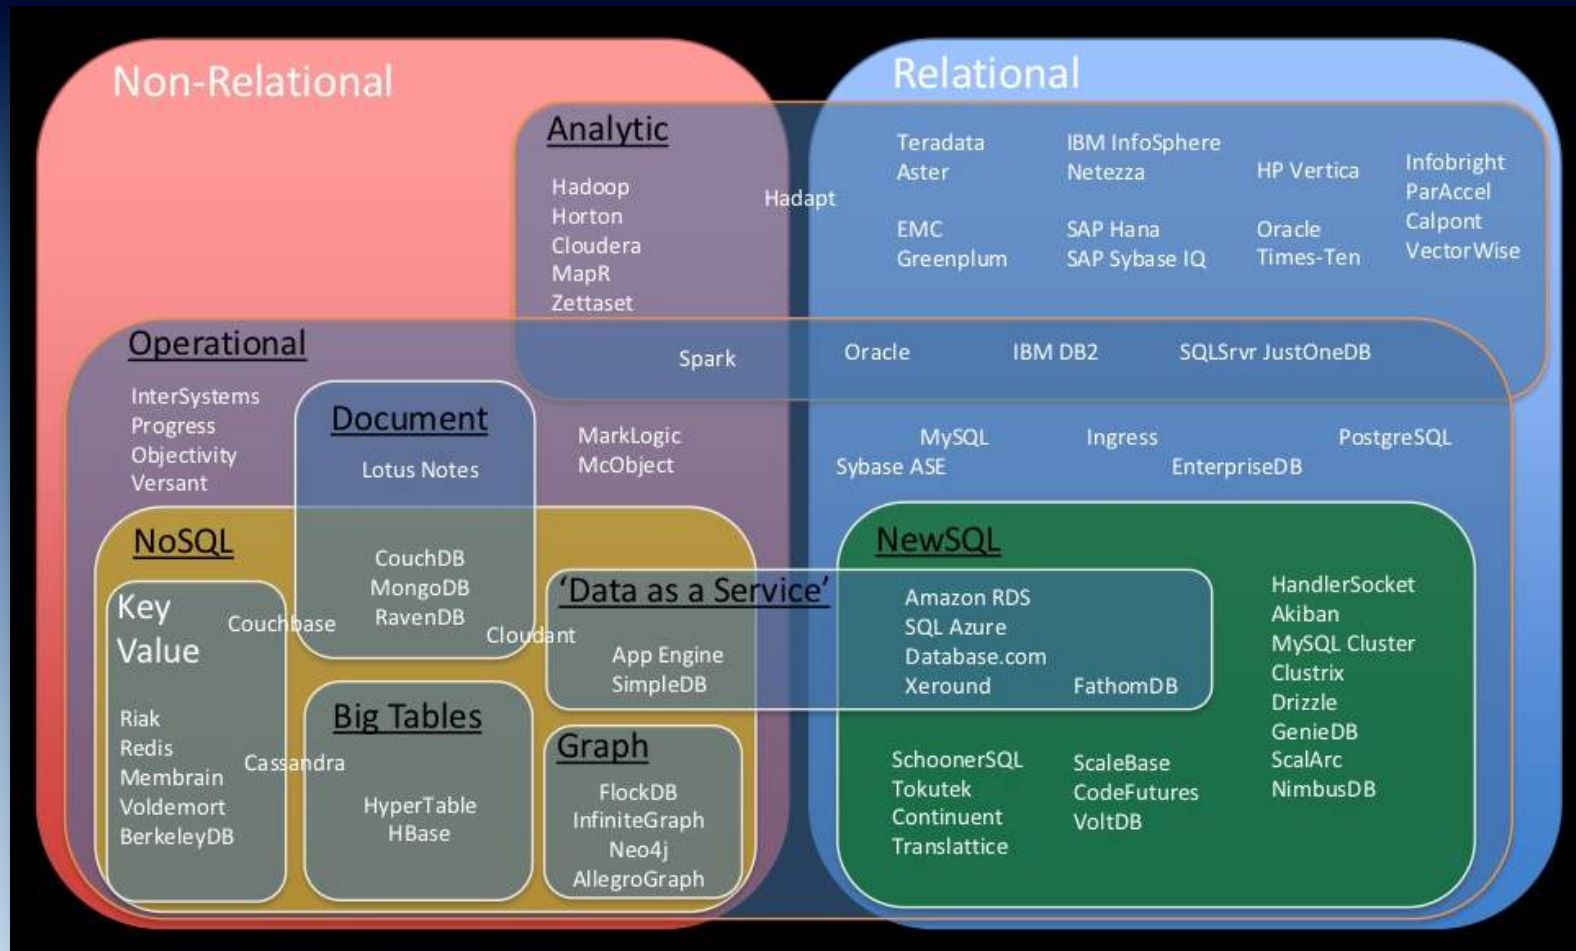 Non-Relational
Relational
Analytic
Hadoop
Horton
Cloudera
MapR
Zettaset
Hadapt
Teradata
Aster
EMC
Greenplum
IBM InfoSphere
Netezza
SAP Hana
SAP Sybase IQ
HP Vertica
Oracle
Times-Ten
Infobright
ParAccel
Calpont
VectorWise
Operational
Spark
Oracle
IBM DB2
SQLSrvr JustOneDB
InterSystems
Progress
Objectivity
Versant
Document
Lotus Notes
MarkLogic
McObject
MySQL
Ingress
PostgreSQL
Sybase ASE
EnterpriseDB
NoSQL
CouchDB
MongoDB
RavenDB
Key
Value
Couchbase
Cloudant
Riak
Redis
Membrain
Voldemort
BerkeleyDB
Cassandra
Big Tables
HyperTable
HBase
'Data as a Service'
App Engine
SimpleDB
Graph
FlockDB
InfiniteGraph
Neo4j
AllegroGraph
NewSQL
Amazon RDS
SQL Azure
Database.com
Xeround
FathomDB
HandlerSocket
Akiban
MySQL Cluster
Clustrix
Drizzle
GenieDB
ScalArc
NimbusDB
SchoonerSQL
Tokutek
Continuent
Translattice
ScaleBase
CodeFutures
VoltDB